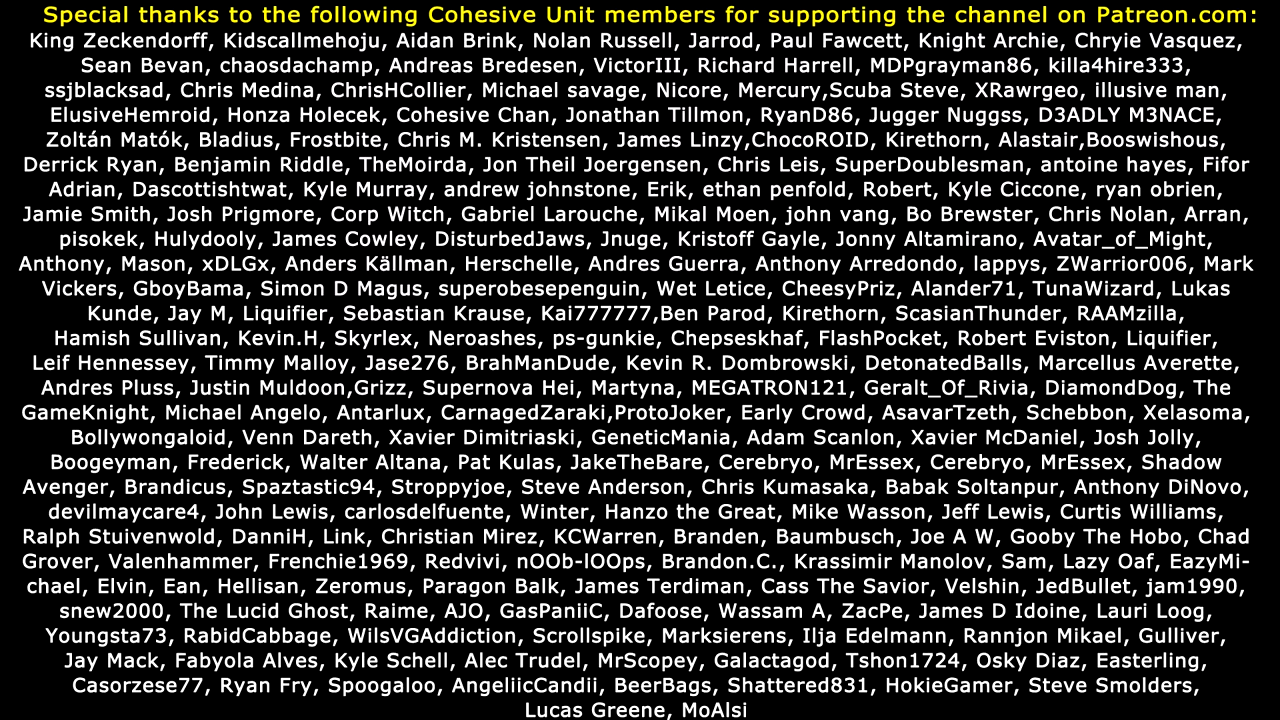 Special thanks to the following Cohesive Unit members for supporting the channel on Patreon.com:
King Zeckendorff, Kidscallmehoju, Aidan Brink, Nolan Russell, Jarrod, Paul Fawcett, Knight Archie, Chryie Vasquez,
Sean Bevan, chaosdachamp, Andreas Bredesen, VictorIII, Richard Harrell, MDPgrayman86, killa4hire333,
ssjblacksad, Chris Medina, ChrisHCollier, Michael savage, Nicore, Mercury,Scuba Steve, XRawrgeo, illusive man,
ElusiveHemroid, Honza Holecek, Cohesive Chan, Jonathan Tillmon, RyanD86, Jugger Nuggss, D3ADLY M3NACE,
Zoltán Matók, Bladius, Frostbite, Chris M. Kristensen, James Linzy,ChocoROID, Kirethorn, Alastair,Booswishous,
Derrick Ryan, Benjamin Riddle, TheMoirda, Jon Theil Joergensen, Chris Leis, SuperDoublesman, antoine hayes, Fifor
Adrian, Dascottishtwat, Kyle Murray, andrew johnstone, Erik, ethan penfold, Robert, Kyle Ciccone, ryan obrien,
Jamie Smith, Josh Prigmore, Corp Witch, Gabriel Larouche, Mikal Moen, john vang, Bo Brewster, Chris Nolan, Arran,
pisokek, Hulydooly, James Cowley, DisturbedJaws, Jnuge, Kristoff Gayle, Jonny Altamirano, Avatar_of_Might,
Anthony, Mason, xDLGx, Anders Källman, Herschelle, Andres Guerra, Anthony Arredondo, lappys, ZWarrior006, Mark
Vickers, GboyBama, Simon D Magus, superobesepenguin, Wet Letice, CheesyPriz, Alander71, TunaWizard, Lukas
Kunde, Jay M, Liquifier, Sebastian Krause, Kai777777,Ben Parod, Kirethorn, ScasianThunder, RAAMzilla,
Hamish Sullivan, Kevin.H, Skyrlex, Neroashes, ps-gunkie, Chepseskhaf, FlashPocket, Robert Eviston, Liquifier,
Leif Hennessey, Timmy Malloy, Jase276, BrahManDude, Kevin R. Dombrowski, DetonatedBalls, Marcellus Averette,
Andres Pluss, Justin Muldoon,Grizz, Supernova Hei, Martyna, MEGATRON121, Geralt_Of_Rivia, DiamondDog, The
GameKnight, Michael Angelo, Antarlux, CarnagedZaraki,ProtoJoker, Early Crowd, AsavarTzeth, Schebbon, Xelasoma,
Bollywongaloid, Venn Dareth, Xavier Dimitriaski, GeneticMania, Adam Scanlon, Xavier McDaniel, Josh Jolly,
Boogeyman, Frederick, Walter Altana, Pat Kulas, JakeTheBare, Cerebryo, MrEssex, Cerebryo, MrEssex, Shadow
Avenger, Brandicus, Spaztastic94, Stroppyjoe, Steve Anderson, Chris Kumasaka, Babak Soltanpur, Anthony DiNovo,
devilmaycare4, John Lewis, carlosdelfuente, Winter, Hanzo the Great, Mike Wasson, Jeff Lewis, Curtis Williams,
Ralph Stuivenwold, DanniH, Link, Christian Mirez, KCWarren, Branden, Baumbusch, Joe A W, Gooby The Hobo, Chad
Grover, Valenhammer, Frenchie1969, Redvivi, nOOb-lOOps, Brandon.C., Krassimir Manolov, Sam, Lazy Oaf, EazyMi-
chael, Elvin, Ean, Hellisan, Zeromus, Paragon Balk, James Terdiman, Cass The Savior, Velshin, JedBullet, jam1990,
snew2000, The Lucid Ghost, Raime, AJO, GasPaniiC, Dafoose, Wassam A, ZacPe, James D Idoine, Lauri Loog,
Youngsta73, RabidCabbage, WilsVGAddiction, Scrollspike, Marksierens, Ilja Edelmann, Rannjon Mikael, Gulliver,
Jay Mack, Fabyola Alves, Kyle Schell, Alec Trudel, MrScopey, Galactagod, Tshon1724, Osky Diaz, Easterling,
Casorzese77, Ryan Fry, Spoogaloo, AngeliicCandii, BeerBags, Shattered831, HokieGamer, Steve Smolders,
Lucas Greene, MoAlsi